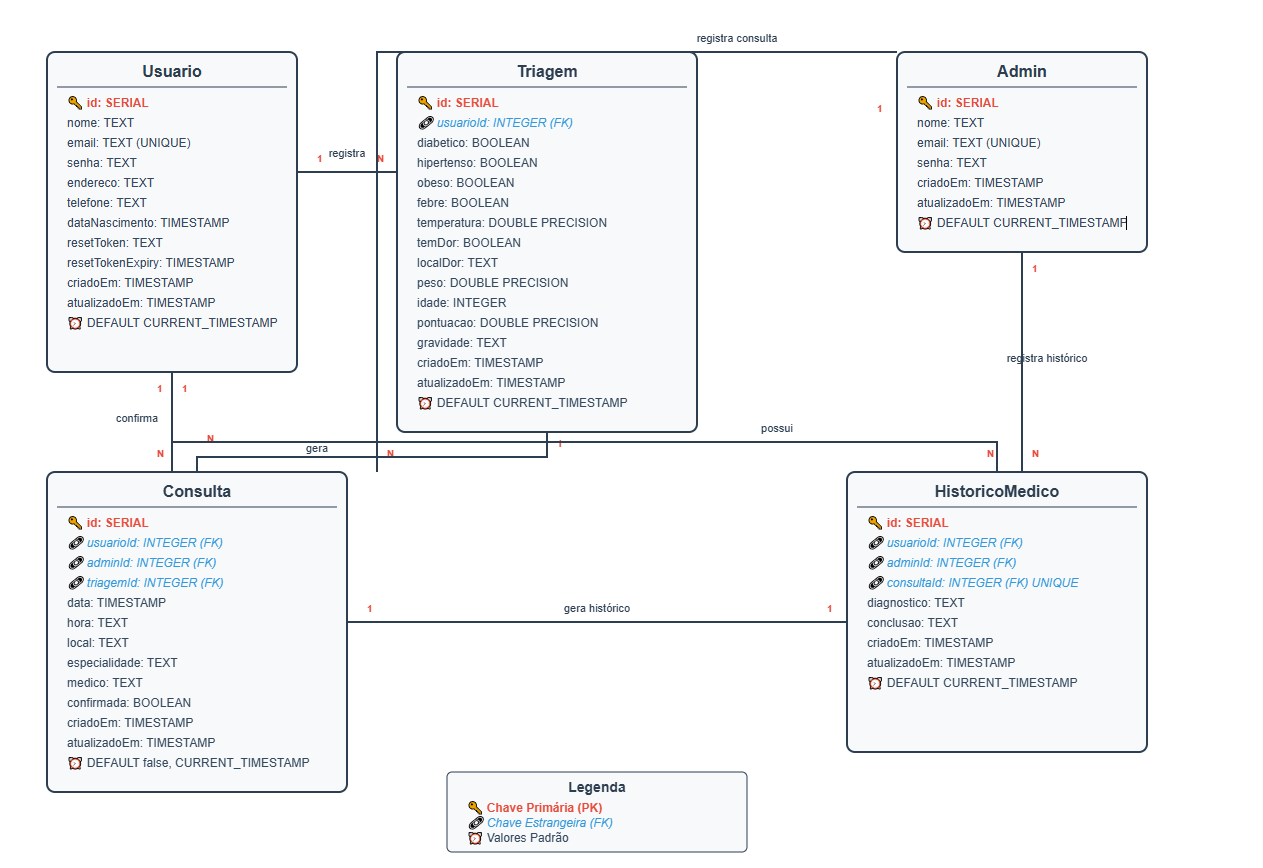 registra consulta
Usuario
id: SERIAL
nome: TEXT
email: TEXT (UNIQUE)
senha: TEXT
endereco: TEXT
telefone: TEXT
dataNascimento: TIMESTAMP
resetToken: TEXT
resetTokenExpiry: TIMESTAMP
criadoEm: TIMESTAMP
atualizadoEm: TIMESTAMP
DEFAULT CURRENT_TIMESTAMP
1
registra
N
Triagem
id: SERIAL
usuarioId: INTEGER (FK)
diabetico: BOOLEAN
hipertenso: BOOLEAN
obeso: BOOLEAN
febre: BOOLEAN
temperatura: DOUBLE PRECISION
temDor: BOOLEAN
localDor: TEXT
peso: DOUBLE PRECISION
idade: INTEGER
pontuacao: DOUBLE PRECISION
gravidade: TEXT
criadoEm: TIMESTAMP
atualizadoEm: TIMESTAMP
DEFAULT CURRENT_TIMESTAMP
1
Admin
id: SERIAL
nome: TEXT
email: TEXT (UNIQUE)
senha: TEXT
criadoEm: TIMESTAMP
atualizadoEm: TIMESTAMP
DEFAULT CURRENT_TIMESTAMP
1
registra histórico
1
1
confirma
N
N
gera
N
1
possui
N
N
Consulta
id: SERIAL
usuarioId: INTEGER (FK)
adminId: INTEGER (FK)
triagemId: INTEGER (FK)
data: TIMESTAMP
hora: TEXT
local: TEXT
especialidade: TEXT
medico: TEXT
confirmada: BOOLEAN
criadoEm: TIMESTAMP
atualizadoEm: TIMESTAMP
DEFAULT false, CURRENT_TIMESTAMP
1
gera histórico
1
HistoricoMedico
id: SERIAL
usuarioId: INTEGER (FK)
adminId: INTEGER (FK)
consultaId: INTEGER (FK) UNIQUE
diagnostico: TEXT
conclusao: TEXT
criadoEm: TIMESTAMP
atualizadoEm: TIMESTAMP
DEFAULT CURRENT_TIMESTAMP
Legenda
Chave Primária (PK)
Chave Estrangeira (FK)
Valores Padrão